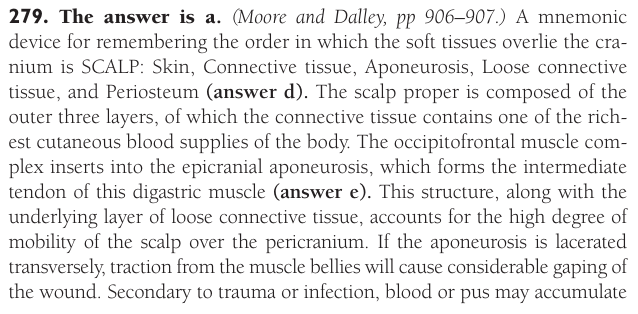 279. The answer is a. (Moore and Dalley, pp 906–907.) A mnemonic
device for remembering the order in which the soft tissues overlie the cra-
nium is SCALP: Skin, Connective tissue, Aponeurosis, Loose connective
tissue, and Periosteum (answer d). The scalp proper is composed of the
outer three layers, of which the connective tissue contains one of the rich-
est cutaneous blood supplies of the body. The occipitofrontal muscle com-
plex inserts into the epicranial aponeurosis, which forms the intermediate
tendon of this digastric muscle (answer e). This structure, along with the
underlying layer of loose connective tissue, accounts for the high degree of
mobility of the scalp over the pericranium. If the aponeurosis is lacerated
transversely, traction from the muscle bellies will cause considerable gaping of
the wound. Secondary to trauma or infection, blood or pus may accumulate